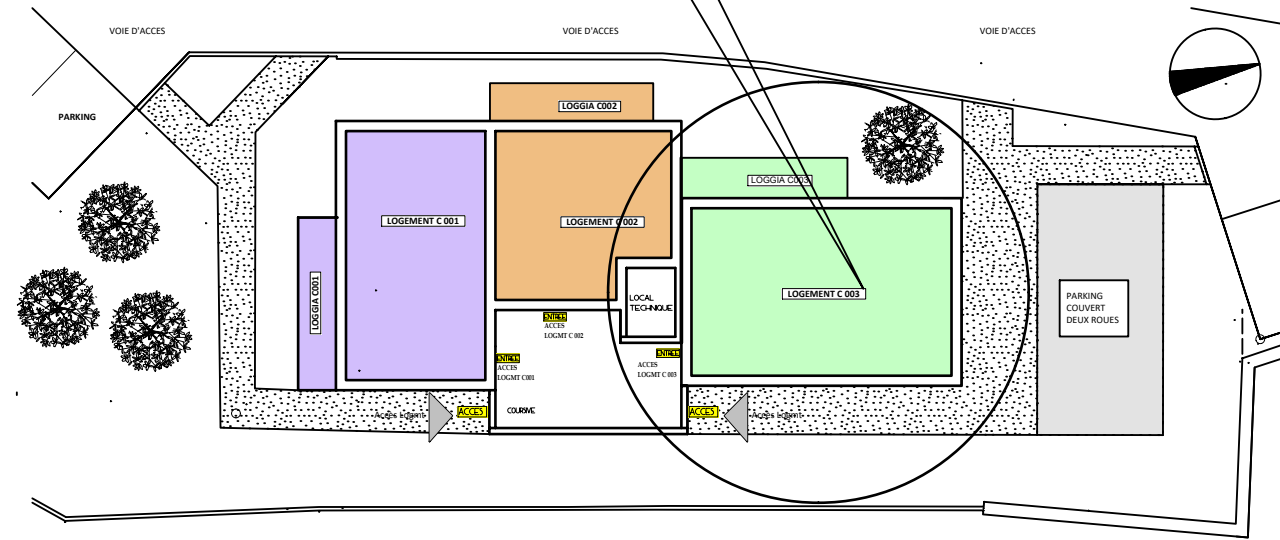 VOIE D'ACCES
VOIE D'ACCES
VOIE D'ACCES
PARKING
LOGGIA C002
LOGGIA C003
LOGEMENT C 001
LOGEMENT C 002
LOGGIA C001
LOGEMENT C 003
LOCAL
TECHNIQUE
PARKING
COUVERT
DEUX ROUES
ENTREE
ACCES
LOGMT C 002
ENTREE
ACCES
LOGMT C001
ENTREE
ACCES
LOGMT C 003
Accès Logmt
ACCES
COURSIVE
ACCES
Accès Logmt